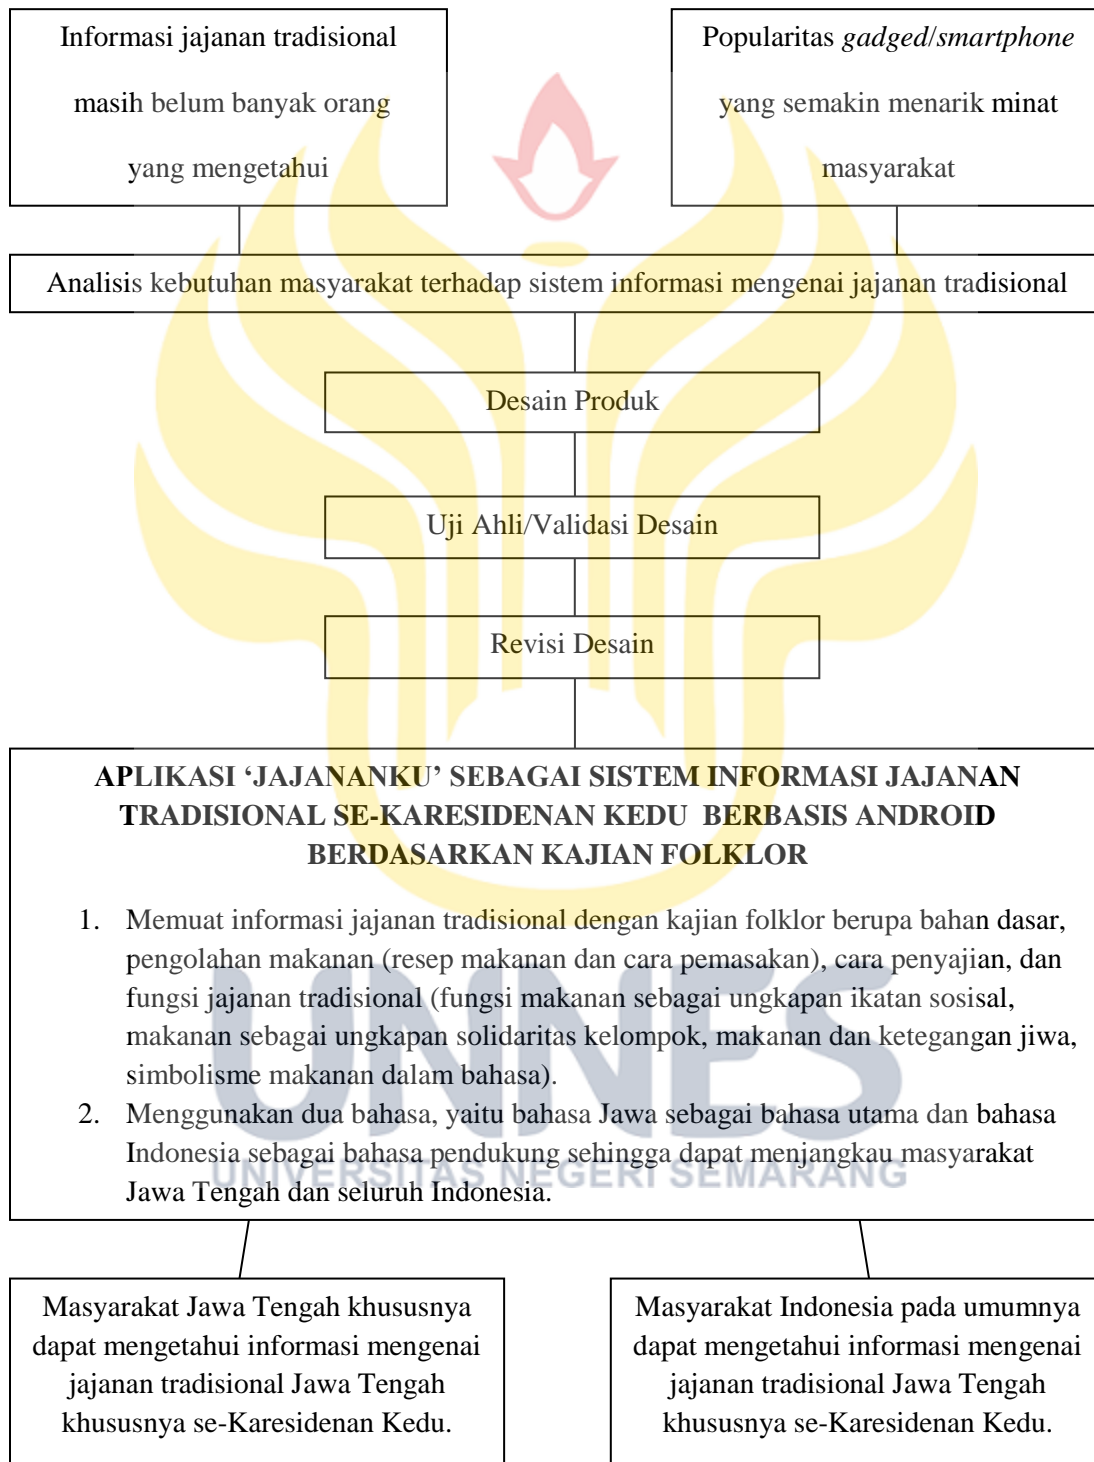 Informasi jajanan tradisional
masih belum banyak orang
yang mengetahui
Popularitas gadged/smartphone
yang semakin menarik minat
masyarakat
Analisis kebutuhan masyarakat terhadap sistem informasi mengenai jajanan tradisional
Desain Produk
Uji Ahli/Validasi Desain
Revisi Desain
APLIKASI ‘JAJANANKU’ SEBAGAI SISTEM INFORMASI JAJANAN
TRADISIONAL SE-KARESIDENAN KEDU BERBASIS ANDROID
BERDASARKAN KAJIAN FOLKLOR
1. Memuat informasi jajanan tradisional dengan kajian folklor berupa bahan dasar,
pengolahan makanan (resep makanan dan cara pemasakan), cara penyajian, dan
fungsi jajanan tradisional (fungsi makanan sebagai ungkapan ikatan sosisal,
makanan sebagai ungkapan solidaritas kelompok, makanan dan ketegangan jiwa,
simbolisme makanan dalam bahasa).
2. Menggunakan dua bahasa, yaitu bahasa Jawa sebagai bahasa utama dan bahasa
Indonesia sebagai bahasa pendukung sehingga dapat menjangkau masyarakat
Jawa Tengah dan seluruh Indonesia.
UNNES
UNIVERSITAS NEGERI SEMARANG
Masyarakat Jawa Tengah khususnya
dapat mengetahui informasi mengenai
jajanan tradisional Jawa Tengah
khususnya se-Karesidenan Kedu.
Masyarakat Indonesia pada umumnya
dapat mengetahui informasi mengenai
jajanan tradisional Jawa Tengah
khususnya se-Karesidenan Kedu.